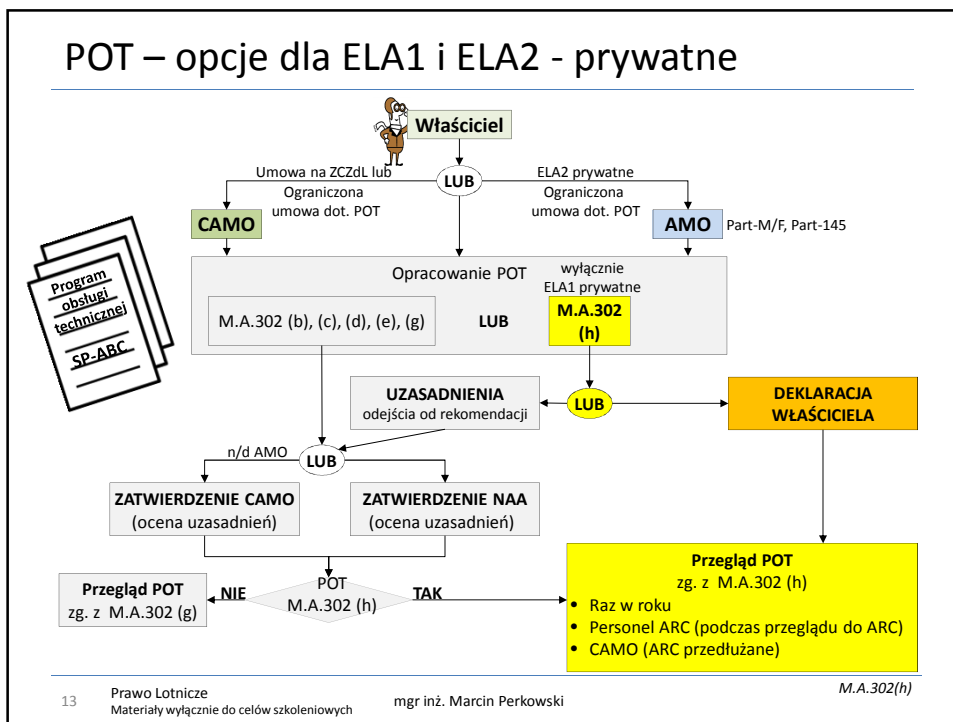 POT – opcje dla ELA1 i ELA2 - prywatne
Właściciel
Umowa na ZCZdL lub
Ograniczona
umowa dot. POT
LUB
ELA2 prywatne
Ograniczona
umowa dot. POT
CAMO
AMO
Part-M/F, Part-145
Program
obsługi
technicznej
SP-ABC
Opracowanie POT
wyłącznie
ELA1 prywatne
M.A.302 (b), (c), (d), (e), (g)
LUB
M.A.302
(h)
UZASADNIENIA
odejścia od rekomendacji
LUB
DEKLARACJA
WŁAŚCICIELA
n/d AMO
LUB
ZATWIERDZENIE CAMO
(ocena uzasadnień)
ZATWIERDZENIE NAA
(ocena uzasadnień)
Przegląd POT
zg. z M.A.302 (g)
NIE
POT
M.A.302 (h)
TAK
Przegląd POT
zg. z M.A.302 (h)
• Raz w roku
• Personel ARC (podczas przeglądu do ARC)
• CAMO (ARC przedłużane)
M.A.302(h)
13
Prawo Lotnicze
Materiały wyłącznie do celów szkoleniowych
mgr inż. Marcin Perkowski